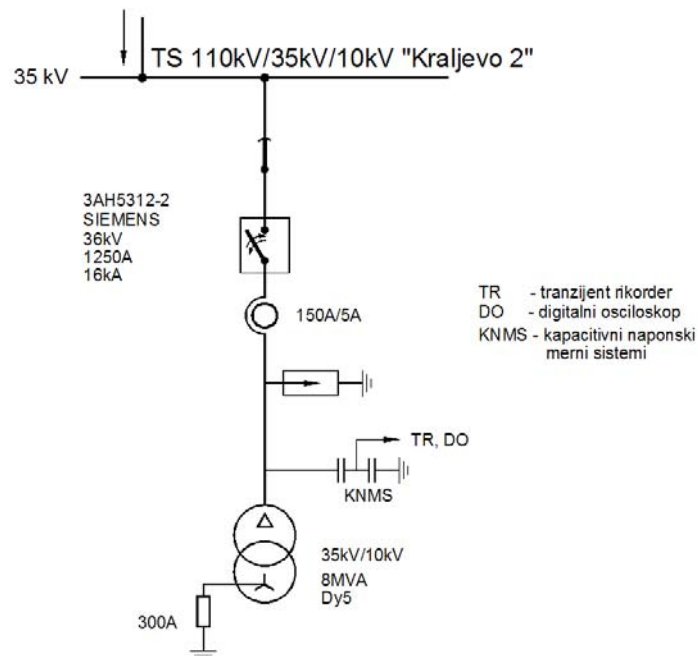 TS 110kV/35kV/10kV "Kraljevo 2"
35 kV
3AH5312-2
SIEMENS
36kV
1250A
16kA
150A/5A
TR - tranzijent rikorder
DO - digitalni osciloskop
KNMS - kapacitivni naponski
merni sistemi
TR, DO
KNMS
35kV/10kV
8MVA
Dy5
300A